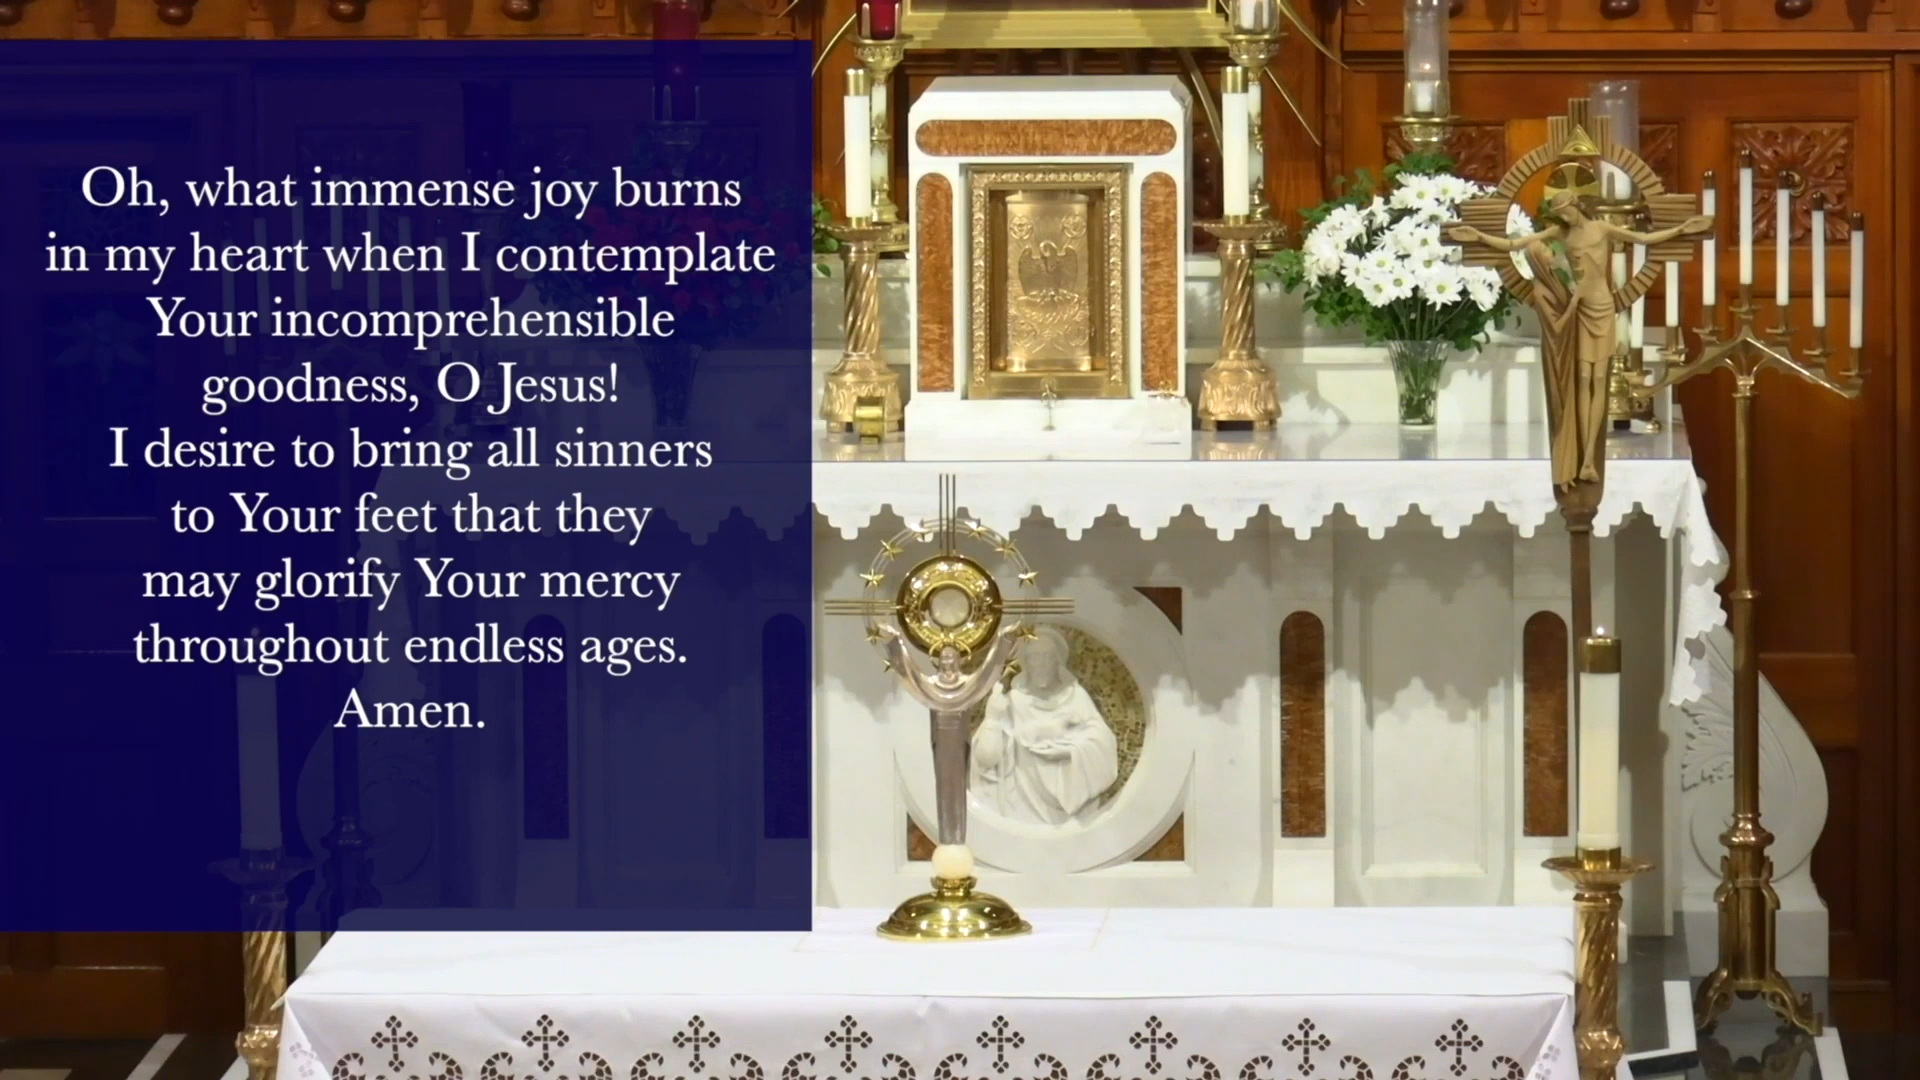 Oh, what immense joy burns
in my heart when I contemplate
Your incomprehensible
goodness, O Jesus!
I desire to bring all sinners
to Your feet that they
may glorify Your mercy
throughout endless ages.
Amen.